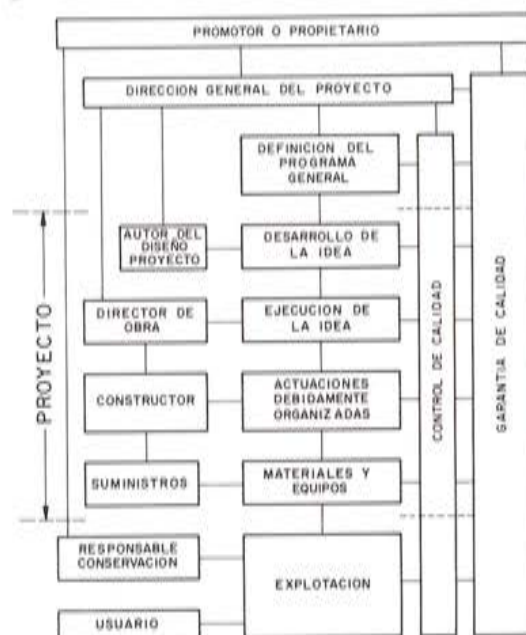 PROMOTOR O PROPIETARIO
DIRECCION GENERAL DEL PROYECTO
DEFINICION DEL
PROGRAMA
GENERAL
AUTOR DEL
DISEÑO
PROYECTO
DESARROLLO DE
LA IDEA
DIRECTOR DE
OBRA
EJECUCION DE
LA IDEA
CONSTRUCTOR
ACTUACIONES
DEBIDAMENTE
ORGANIZADAS
SUMINISTROS
MATERIALES Y
EQUIPOS
RESPONSABLE
CONSERVACION
EXPLOTACION
USUARIO
PROYECTO
CONTROL DE CALIDAD
GARANTIA DE CALIDAD